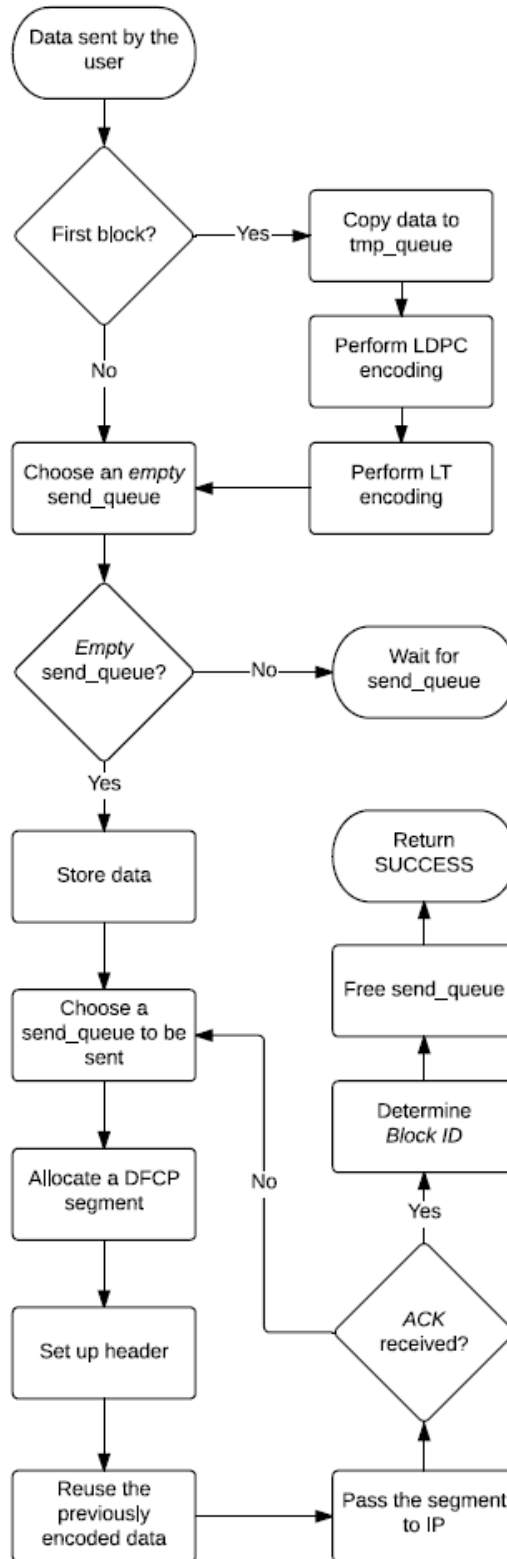 Data sent by the
user
First block?
Yes
Copy data to
tmp_queue
Perform LDPC
encoding
No
Choose an empty
send_queue
Perform LT
encoding
Empty
send_queue?
No
Wait for
send_queue
Yes
Store data
Return
SUCCESS
Free send_queue
Choose a
send_queue to be
sent
Determine
Block ID
Allocate a DFCP
segment
No
Yes
Set up header
ACK
received?
Reuse the
previously
encoded data
Pass the segment
to IP